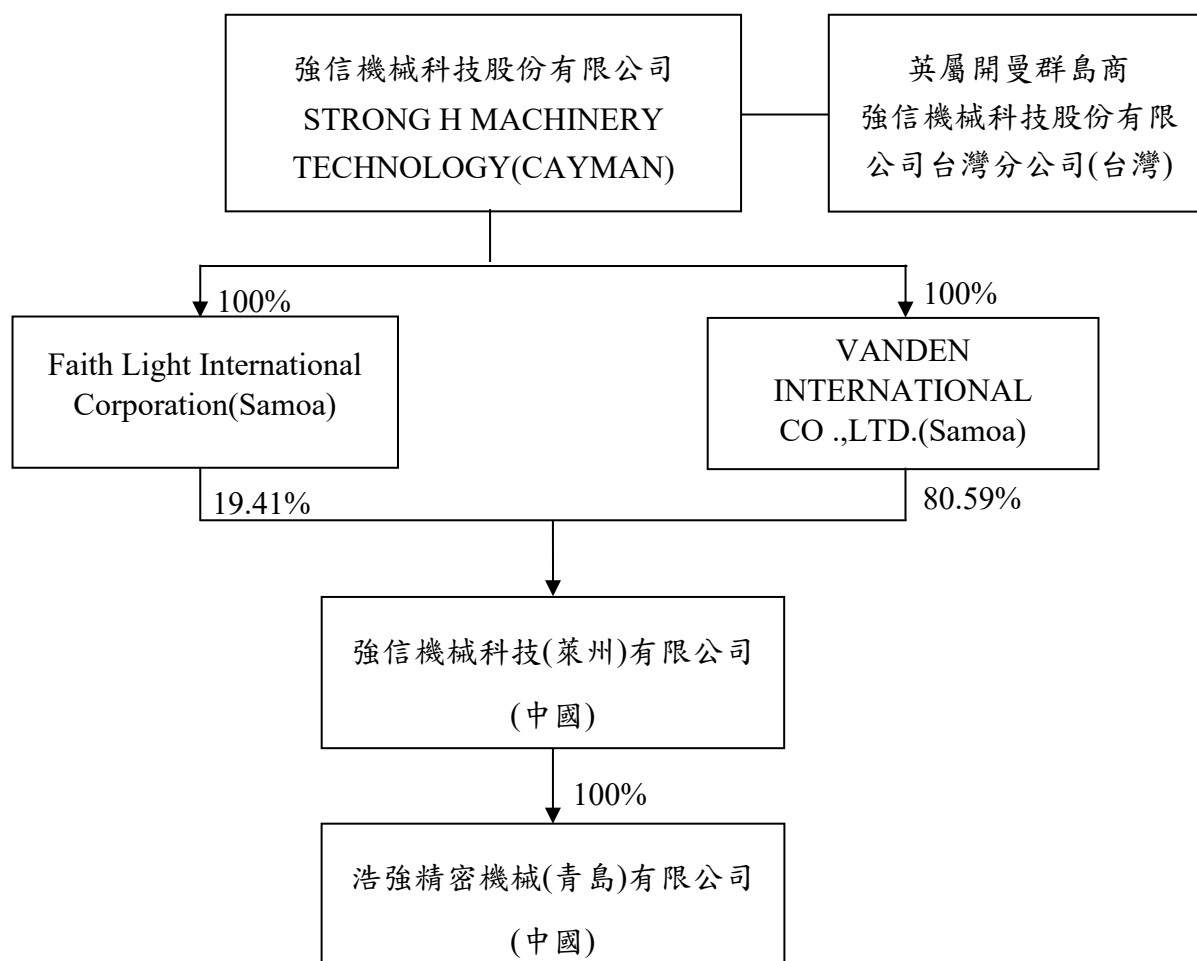 強信機械科技股份有限公司
STRONG H MACHINERY
TECHNOLOGY(CAYMAN)
英屬開曼群島商
強信機械科技股份有限
公司台灣分公司(台灣)
100%
100%
Faith Light International
Corporation(Samoa)
VANDEN
INTERNATIONAL
CO .,LTD.(Samoa)
19.41%
80.59%
強信機械科技(萊州)有限公司
(中國)
100%
浩強精密機械(青島)有限公司
(中國)